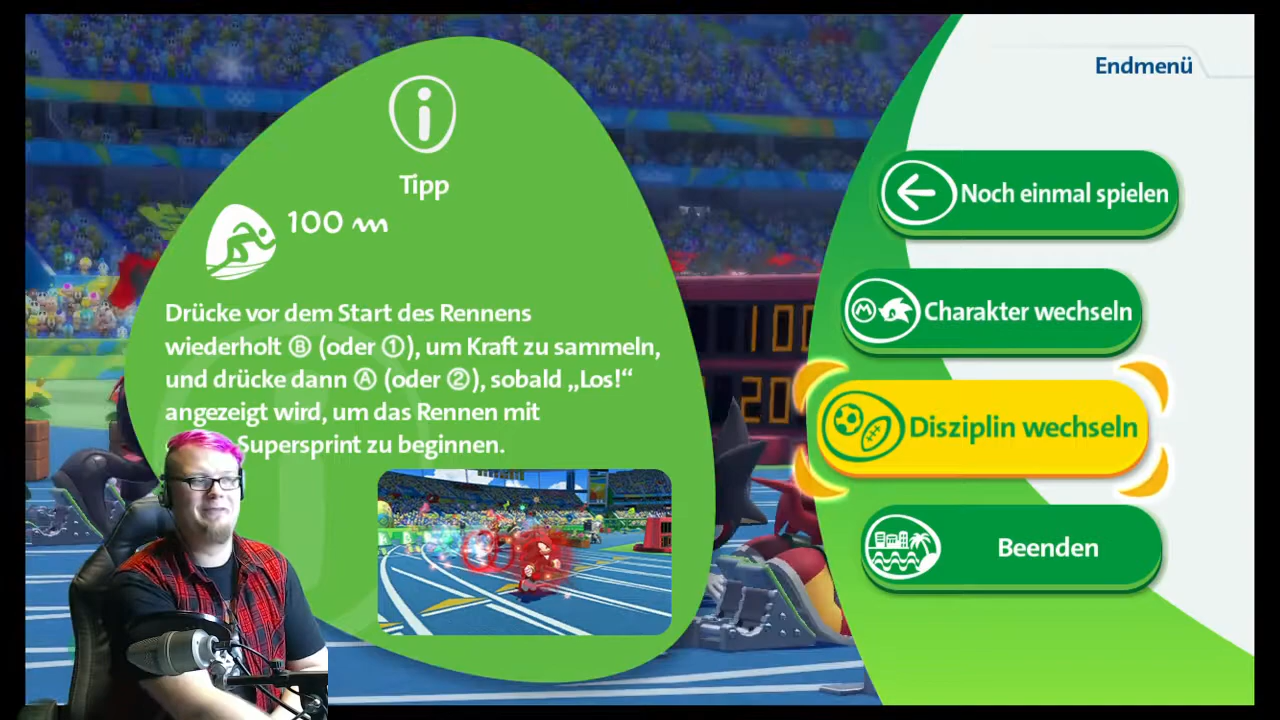 Endmenü
Tipp
100 m
Drücke vor dem Start des Rennens
wiederholt Ⓑ (oder ①), um Kraft zu sammeln,
und drücke dann Ⓐ (oder ②), sobald „Los!“
angezeigt wird, um das Rennen mit
Supersprint zu beginnen.
Noch einmal spielen
Charakter wechseln
Disziplin wechseln
Beenden
100
20